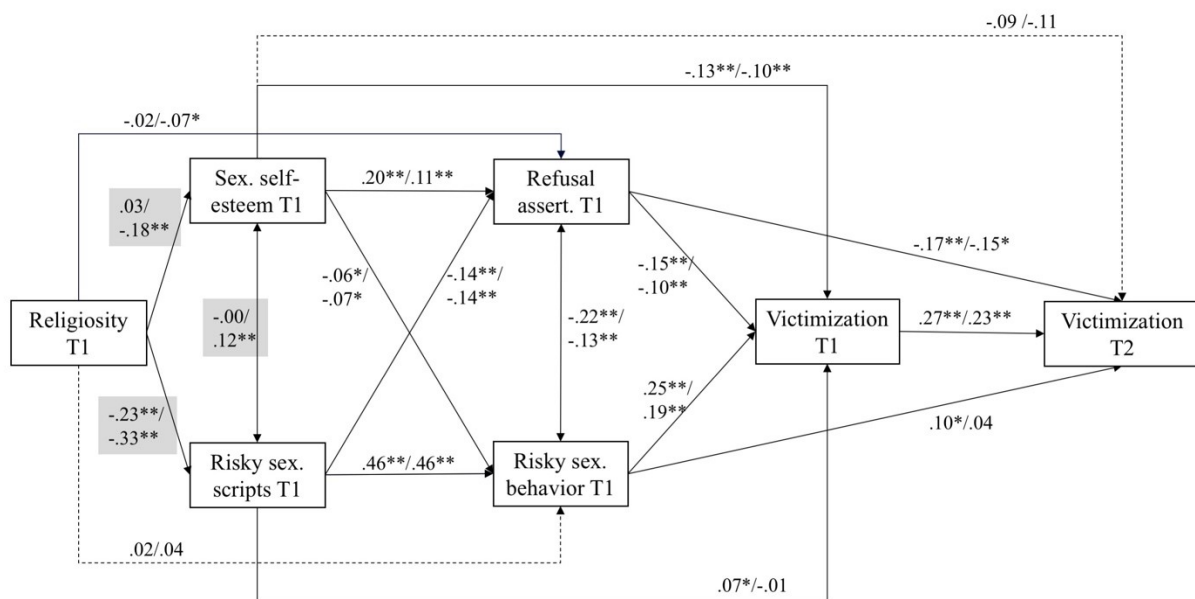 -.09 /-.11
-.13**/-.10**
-.02/-.07*
Sex. self-
esteem T1
.20**/.11**
Refusal
assert. T1
.03/
-.18**
-.17**/-.15*
-.06*/
-.07*
-.14**/
-.14**
-.15**/
-.10**
Religiosity
T1
-.00/
.12**
-.22**/
-.13**
Victimization
T1
.27**/.23**
Victimization
T2
-.23**/
-.33**
.25**/
.19**
.10*/.04
Risky sex.
scripts T1
.46**/.46**
Risky sex.
behavior T1
.02/.04
.07*/-.01